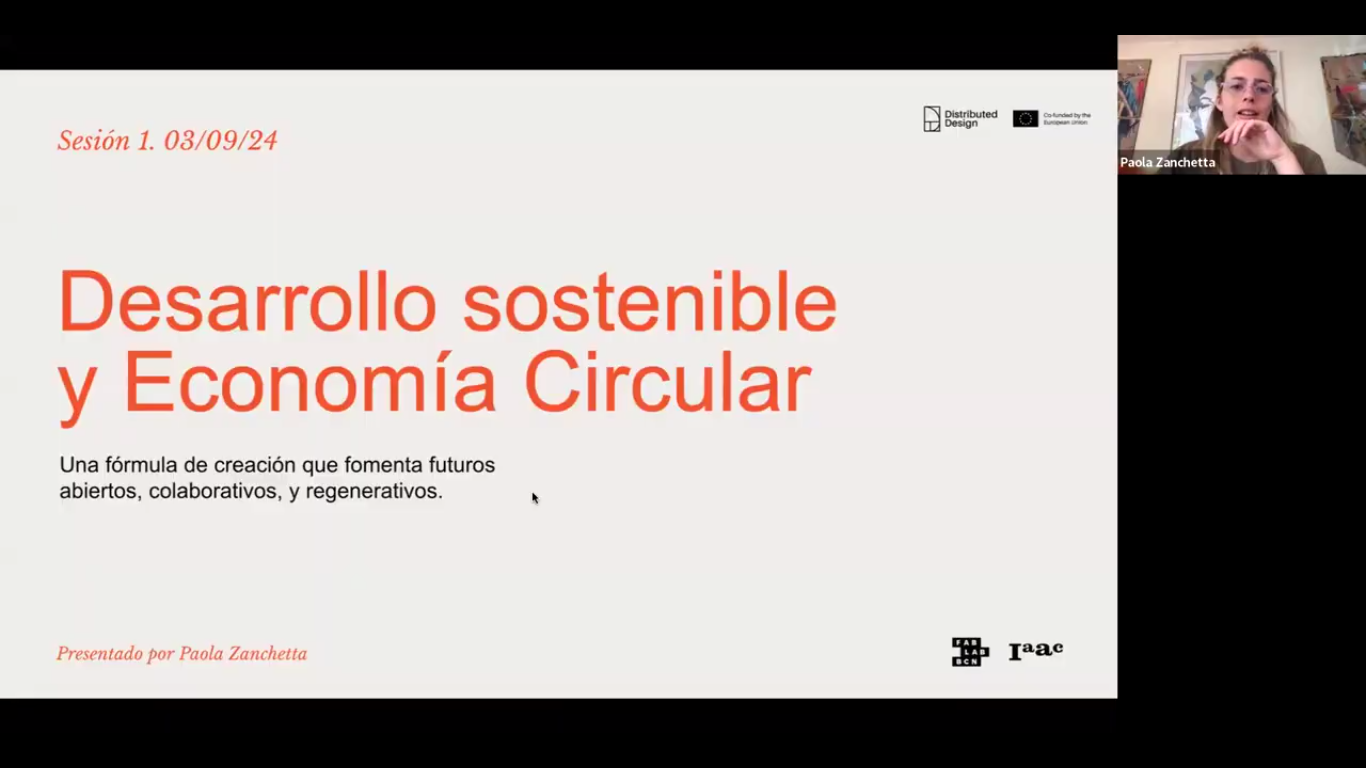 Sesión 1. 03/09/24
Distributed
Design
Co-funded by the
European Union
Paola Zanchetta
Desarrollo sostenible
y Economía Circular
Una fórmula de creación que fomenta futuros
abiertos, colaborativos, y regenerativos.
Presentado por Paola Zanchetta
FAB
LAB
BCN
Iaac